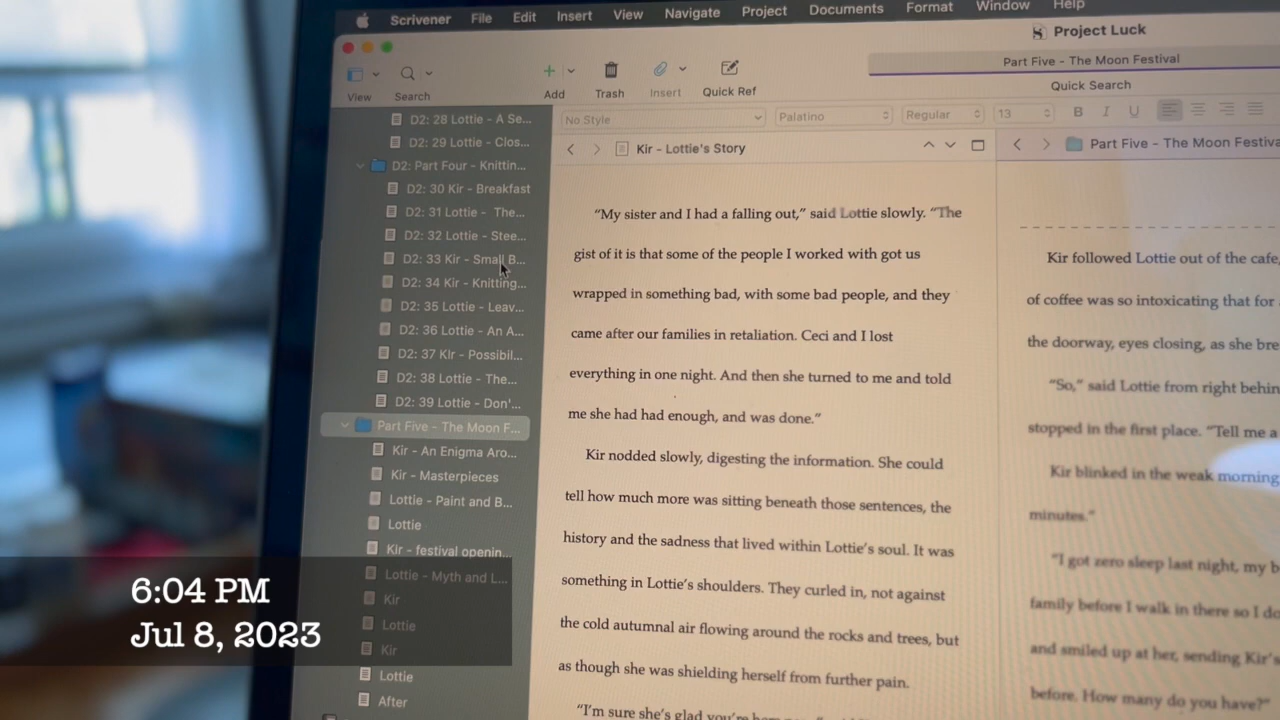 Scrivener File Edit Insert View Navigate Project Documents Format Window Help
Project Luck
Part Five - The Moon Festival
View Search Add Trash Insert Quick Ref
Quick Search
No Style Palatino Regular 13 B I U
D2: 28 Lottie - A Se...
D2: 29 Lottie - Clos...
D2: Part Four - Knittin...
D2: 30 Kir - Breakfast
D2: 31 Lottie - The...
D2: 32 Lottie - Stee...
D2: 33 Kir - Small B...
D2: 34 Kir - Knitting...
D2: 35 Lottie - Leav...
D2: 36 Lottie - An A...
D2: 37 Kir - Possibil...
D2: 38 Lottie - The...
D2: 39 Lottie - Don'...
Part Five - The Moon F...
Kir - An Enigma Aro...
Kir - Masterpieces
Lottie - Paint and B...
Lottie
Kir - festival openin...
Lottie - Myth and L...
Kir
Lottie
Kir
Lottie
After
Kir - Lottie's Story
“My sister and I had a falling out,” said Lottie slowly. “The
gist of it is that some of the people I worked with got us
wrapped in something bad, with some bad people, and they
came after our families in retaliation. Ceci and I lost
everything in one night. And then she turned to me and told
me she had had enough, and was done.”
Kir nodded slowly, digesting the information. She could
tell how much more was sitting beneath those sentences, the
history and the sadness that lived within Lottie’s soul. It was
something in Lottie’s shoulders. They curled in, not against
the cold autumnal air flowing around the rocks and trees, but
as though she was shielding herself from further pain.
“I’m sure she’s glad you’re
Part Five - The Moon Festiva
Kir followed Lottie out of the cafe,
of coffee was so intoxicating that for
the doorway, eyes closing, as she bre
“So,” said Lottie from right behin
stopped in the first place. “Tell me a
Kir blinked in the weak morning
minutes.”
“I got zero sleep last night, my b
family before I walk in there so I do
and smiled up at her, sending Kir’s
before. How many do you have?”
6:04 PM
Jul 8, 2023